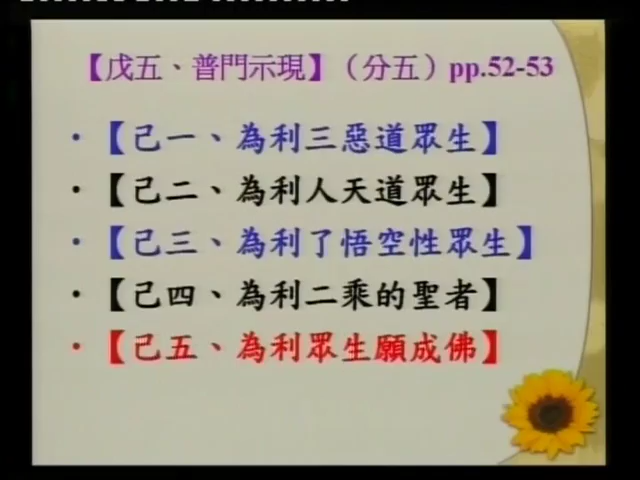 【戊五、普門示現】（分五）pp.52-53
•【己一、為利三惡道眾生】
•【己二、為利人天道眾生】
•【己三、為利了悟空性眾生】
•【己四、為利二乘的聖者】
•【己五、為利眾生願成佛】